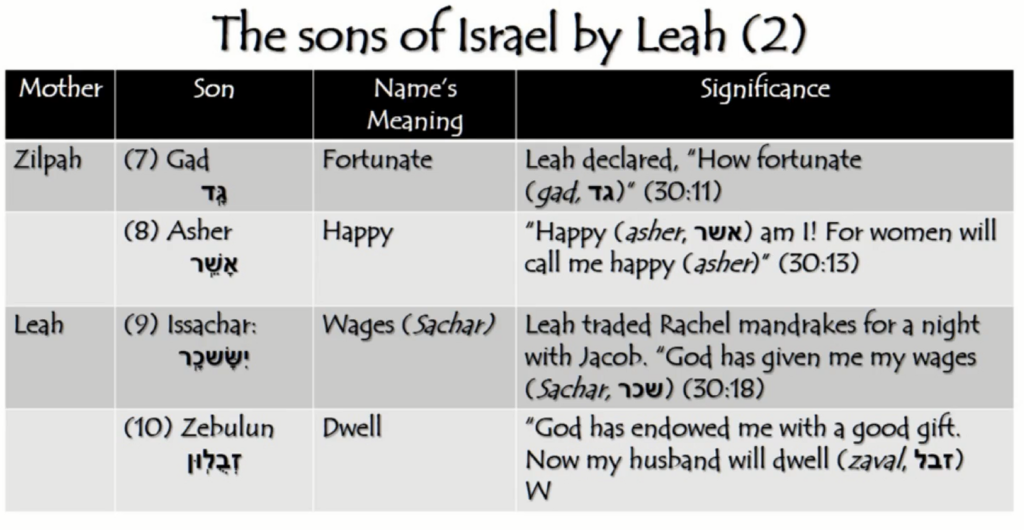 The sons of Israel by Leah (2)
Mother Son Name's Meaning Significance
Zilpah (7) Gad Fortunate Leah declared, "How fortunate
גָּד (gad, גד)" (30:11)
(8) Asher Happy "Happy (asher, אשר) am I! For women will
אָשֵׁר call me happy (asher)" (30:13)
Leah (9) Issachar: Wages (Sachar) Leah traded Rachel mandrakes for a night
יִשָּׂשכָר with Jacob. "God has given me my wages
(Sachar, שכר) (30:18)
(10) Zebulun Dwell "God has endowed me with a good gift.
זְבֻלוּן Now my husband will dwell (zaval, זבל)
W